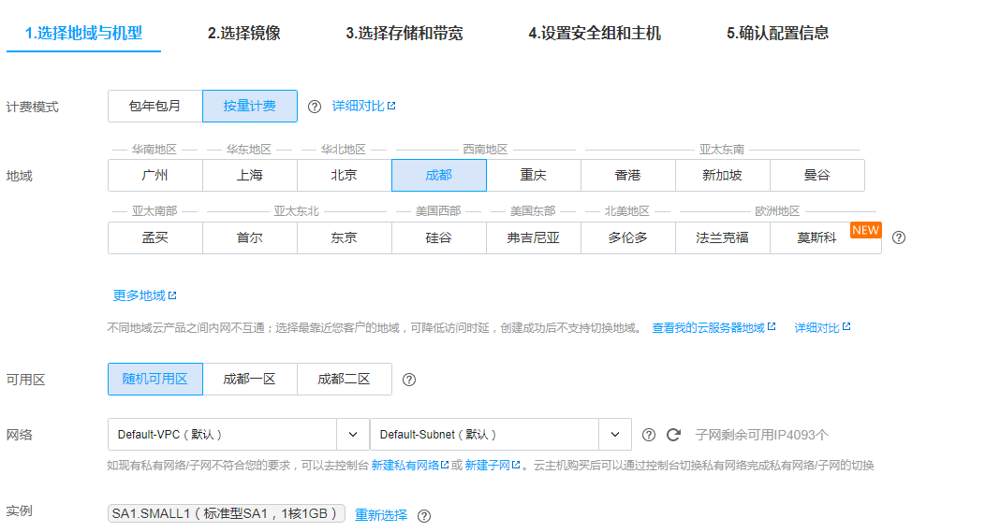 1.选择地域与机型 2.选择镜像 3.选择存储和带宽 4.设置安全组和主机 5.确认配置信息
计费模式 包年包月 按量计费 ? 详细对比
华南地区 华东地区 华北地区 西南地区 亚太东南
地域 广州 上海 北京 成都 重庆 香港 新加坡 曼谷
亚太南部 亚太东北 美国西部 美国东部 北美地区 欧洲地区
孟买 首尔 东京 硅谷 弗吉尼亚 多伦多 法兰克福 莫斯科 NEW ?
更多地域
不同地域云产品之间内网不互通；选择最靠近您客户的地域，可降低访问时延，创建成功后不支持切换地域。 查看我的云服务器地域 详细对比
可用区 随机可用区 成都一区 成都二区 ?
网络 Default-VPC（默认） Default-Subnet（默认） ? 子网剩余可用IP4093个
如现有私有网络/子网不符合您的要求，可以去控制台 新建私有网络 或 新建子网 。云主机购买后可以通过控制台切换私有网络完成私有网络/子网的切换
实例 SA1.SMALL1（标准型SA1，1核1GB） 重新选择 ?